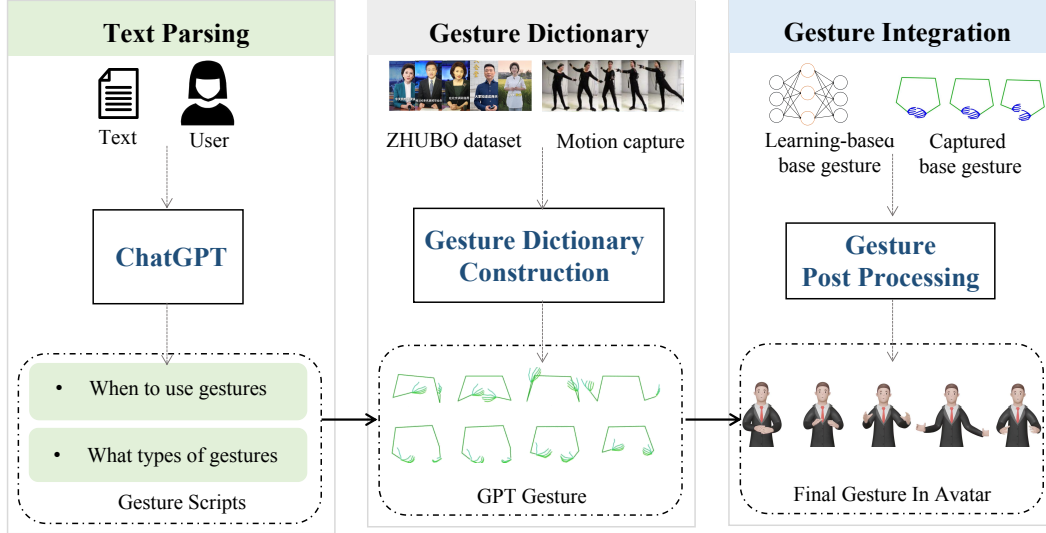 Text Parsing
Text
User
ChatGPT
• When to use gestures
• What types of gestures
Gesture Scripts
Gesture Dictionary
ZHUBO dataset
Motion capture
Gesture Dictionary
Construction
GPT Gesture
Gesture Integration
Learning-based
base gesture
Captured
base gesture
Gesture
Post Processing
Final Gesture In Avatar